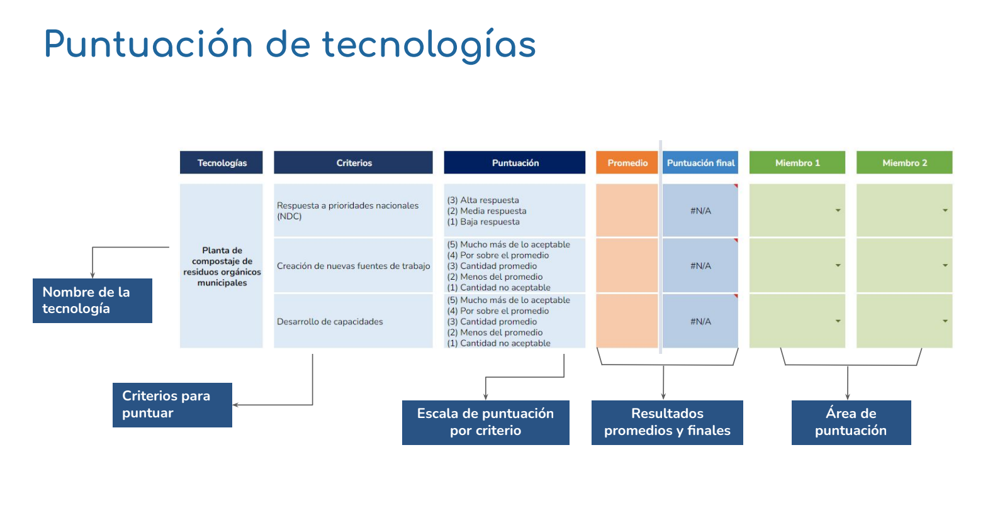 Puntuación de tecnologías
Tecnologías
Criterios
Puntuación
Promedio
Puntuación final
Miembro 1
Miembro 2
Planta de
compostaje de
residuos orgánicos
municipales
Respuesta a prioridades nacionales
(NDC)
(3) Alta respuesta
(2) Media respuesta
(1) Baja respuesta
#N/A
Creación de nuevas fuentes de trabajo
(5) Mucho más de lo aceptable
(4) Por sobre el promedio
(3) Cantidad promedio
(2) Menos del promedio
(1) Cantidad no aceptable
#N/A
Desarrollo de capacidades
(5) Mucho más de lo aceptable
(4) Por sobre el promedio
(3) Cantidad promedio
(2) Menos del promedio
(1) Cantidad no aceptable
#N/A
Nombre de la
tecnología
Criterios para
puntuar
Escala de puntuación
por criterio
Resultados
promedios y finales
Área de
puntuación